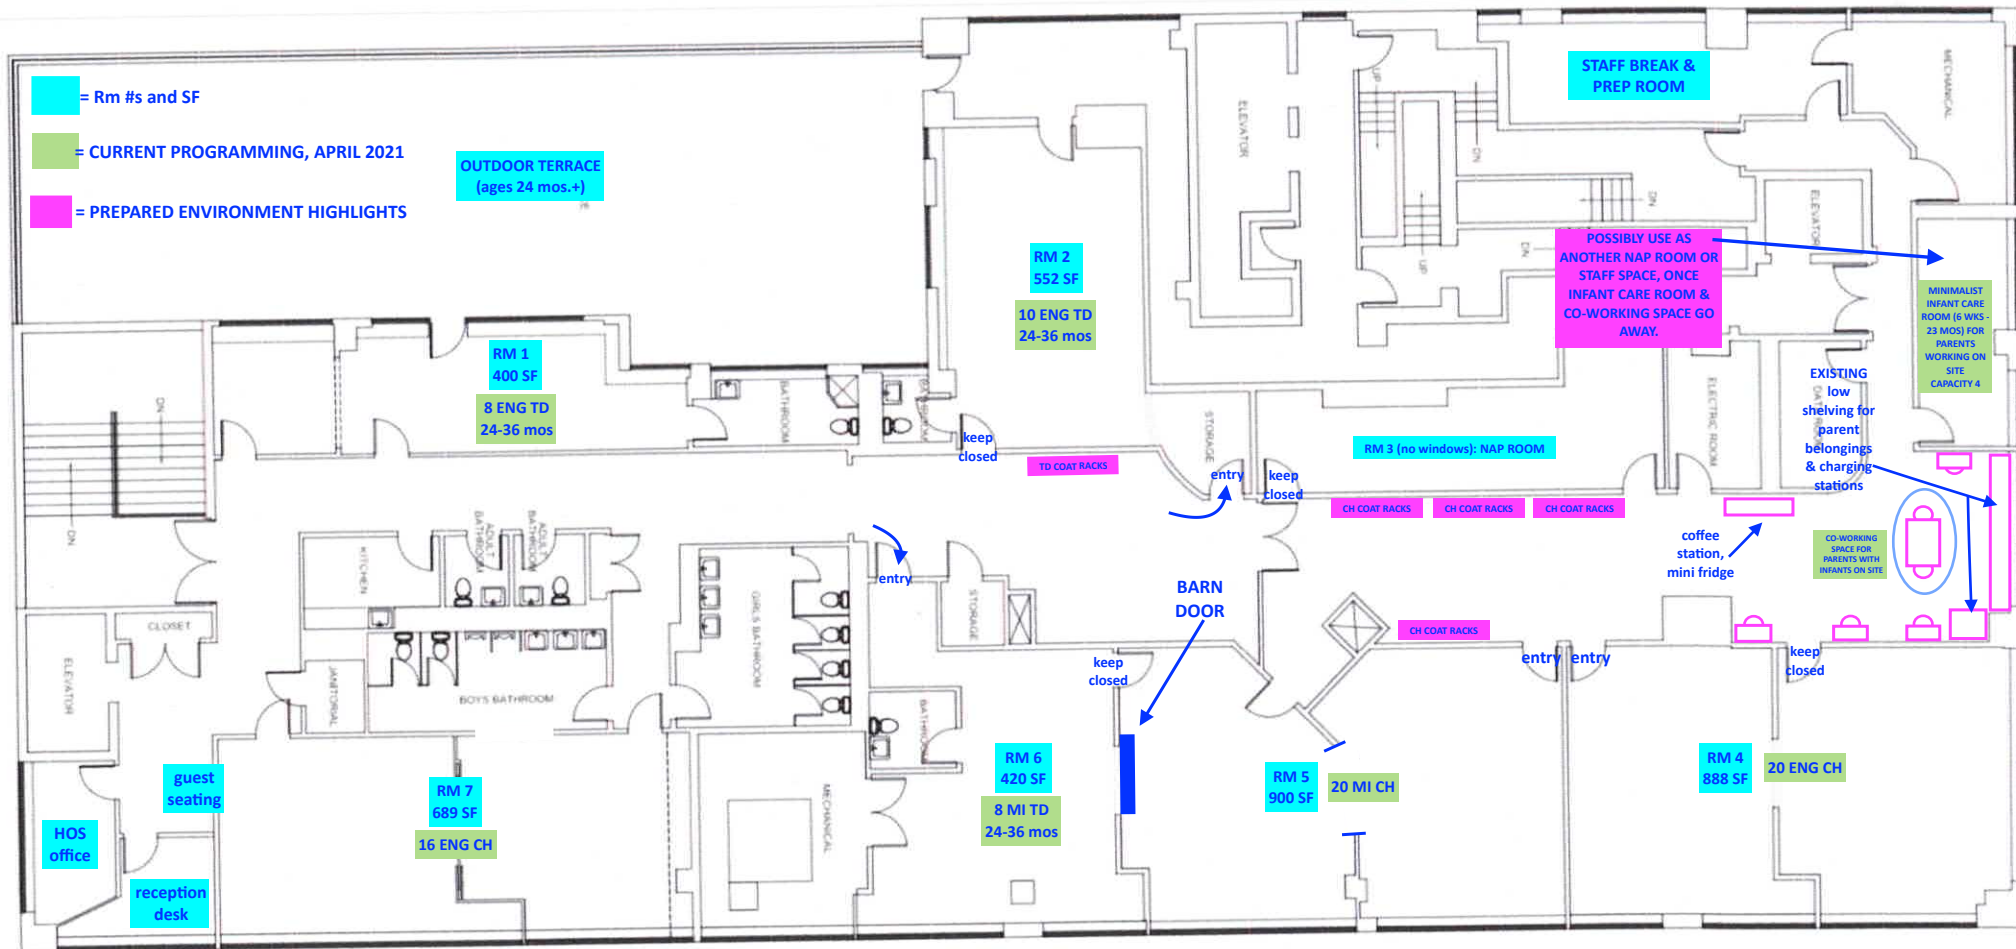 = Rm #s and SF
= CURRENT PROGRAMMING, APRIL 2021
= PREPARED ENVIRONMENT HIGHLIGHTS
OUTDOOR TERRACE
(ages 24 mos.+)
RM 2
552 SF
10 ENG TD
24-36 mos
ELEVATOR
UP
DN
STAFF BREAK &
PREP ROOM
MECHANICAL
DN
ELEVATOR
DN
UP
POSSIBLY USE AS
ANOTHER NAP ROOM OR
STAFF SPACE, ONCE
INFANT CARE ROOM &
CO-WORKING SPACE GO
AWAY.
MINIMALIST
INFANT CARE
ROOM (6 WKS -
23 MOS) FOR
PARENTS
WORKING ON
SITE
CAPACITY 4
RM 1
400 SF
8 ENG TD
24-36 mos
BATHROOM
BATHROOM
DN
DN
keep
closed
TD COAT RACKS
STORAGE
entry
keep
closed
RM 3 (no windows): NAP ROOM
ELECTRIC ROOM
EXISTING
low
shelving for
parent
belongings
& charging
stations
CH COAT RACKS
CH COAT RACKS
CH COAT RACKS
coffee
station,
mini fridge
CO-WORKING
SPACE FOR
PARENTS WITH
INFANTS ON SITE
KITCHEN
ADULT
BATHROOM
ADULT
BATHROOM
entry
GIRLS BATHROOM
STORAGE
BARN
DOOR
CH COAT RACKS
entry
entry
keep
closed
keep
closed
CLOSET
ELEVATOR
JANITORIAL
BOYS BATHROOM
BATHROOM
MECHANICAL
guest
seating
HOS
office
reception
desk
RM 7
689 SF
16 ENG CH
RM 6
420 SF
8 MI TD
24-36 mos
RM 5
900 SF
20 MI CH
RM 4
888 SF
20 ENG CH